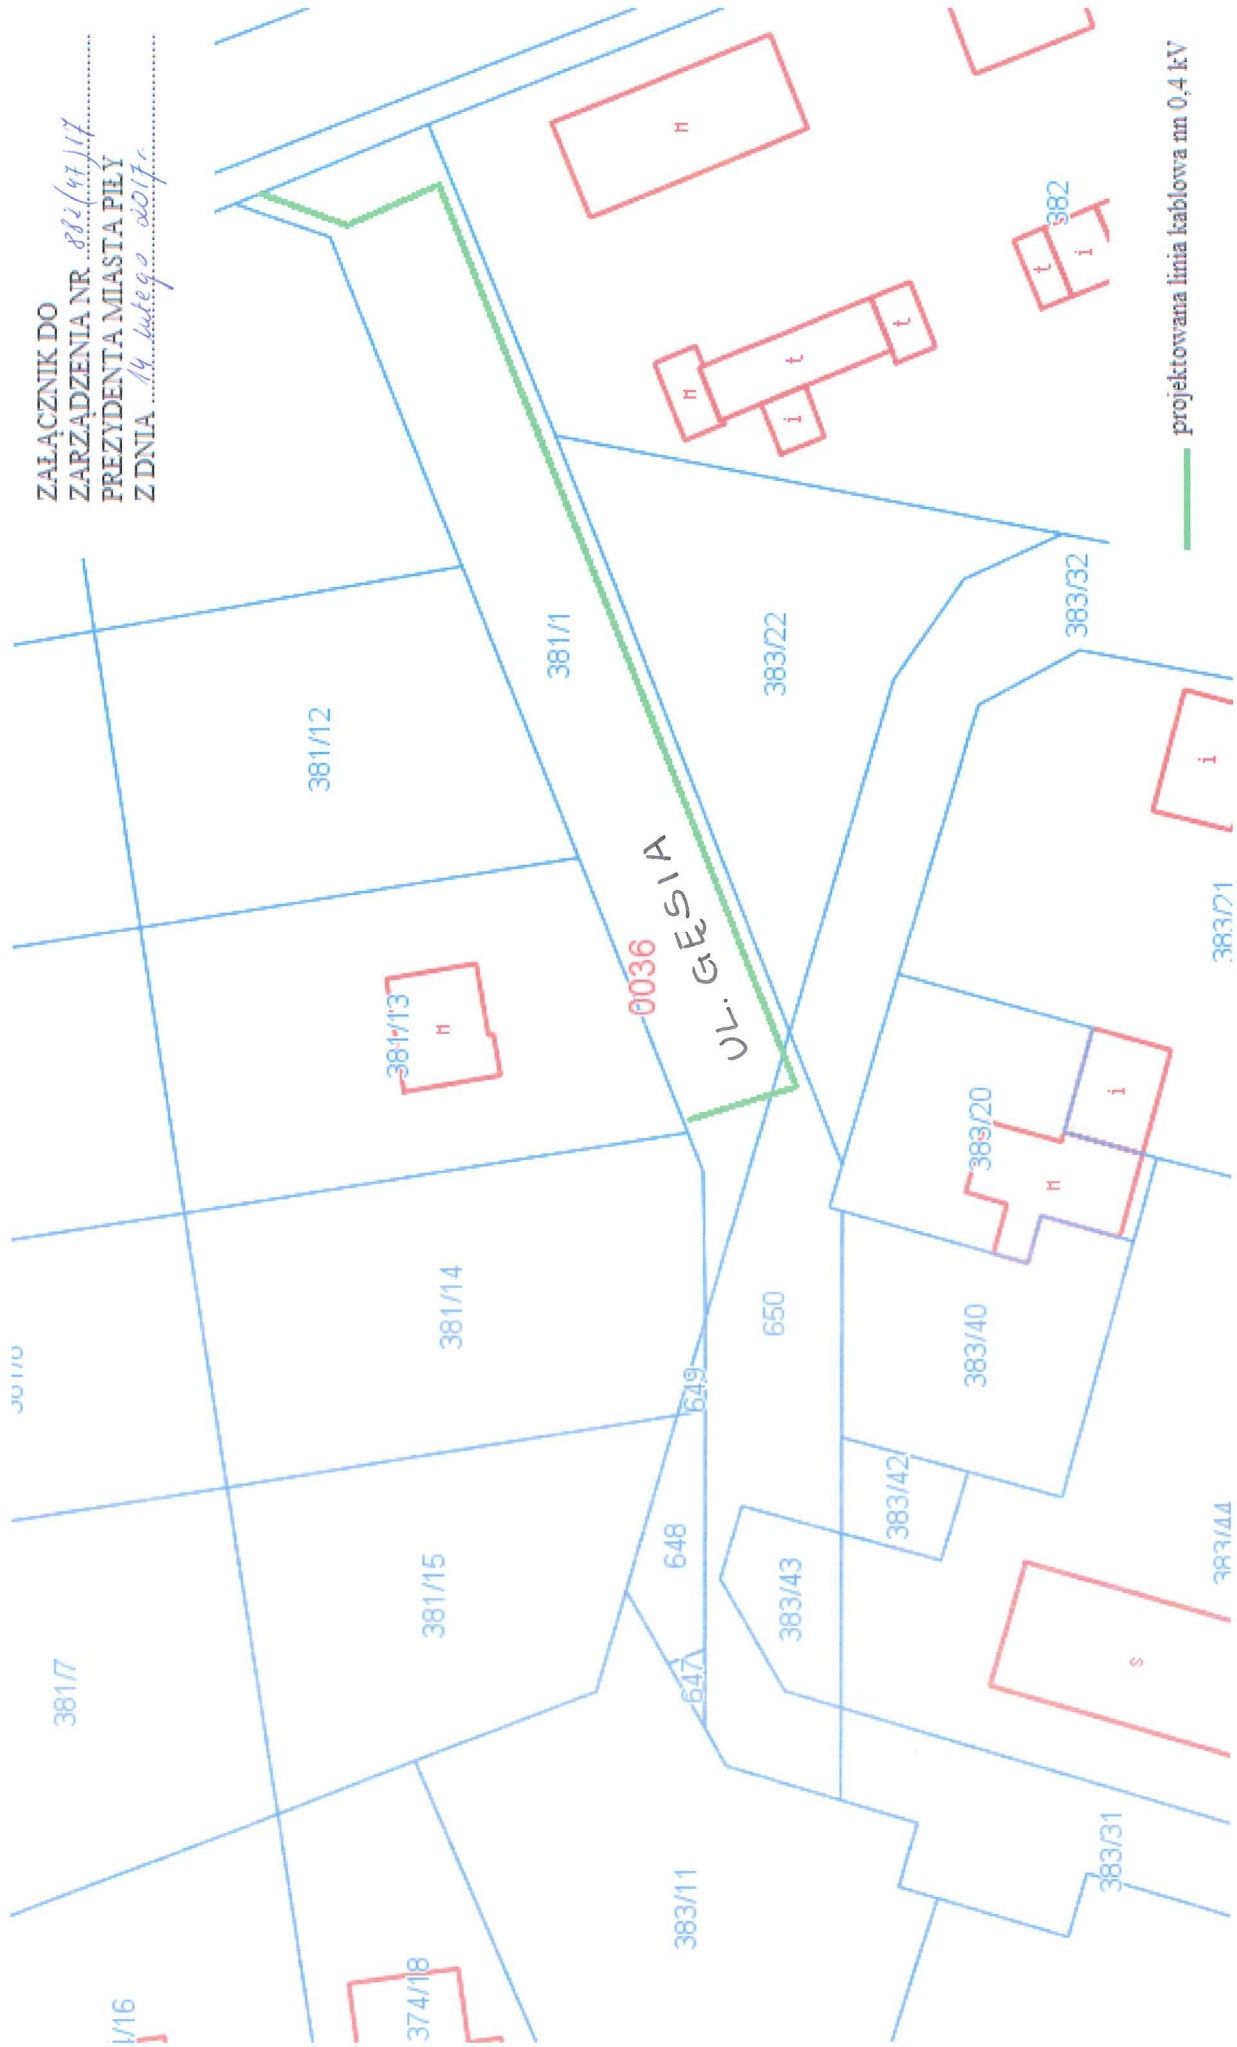 ZAŁĄCZNIK DO
ZARZĄDZENIA NR 882(47)17
PREZYDENTA MIASTA PIŁY
Z DNIA 14 lutego 2017r.
382
381/1
381/12
383/22
383/32
381/13
0036
UL. GĘSIA
383/20
383/21
381/14
650
649
383/40
383/42
381/15
648
647
383/43
383/44
381/7
383/11
383/31
374/18
/16
M
M
t
t
i
t
i
M
M
i
i
s
projektowana linia kablowa nn 0,4 kV